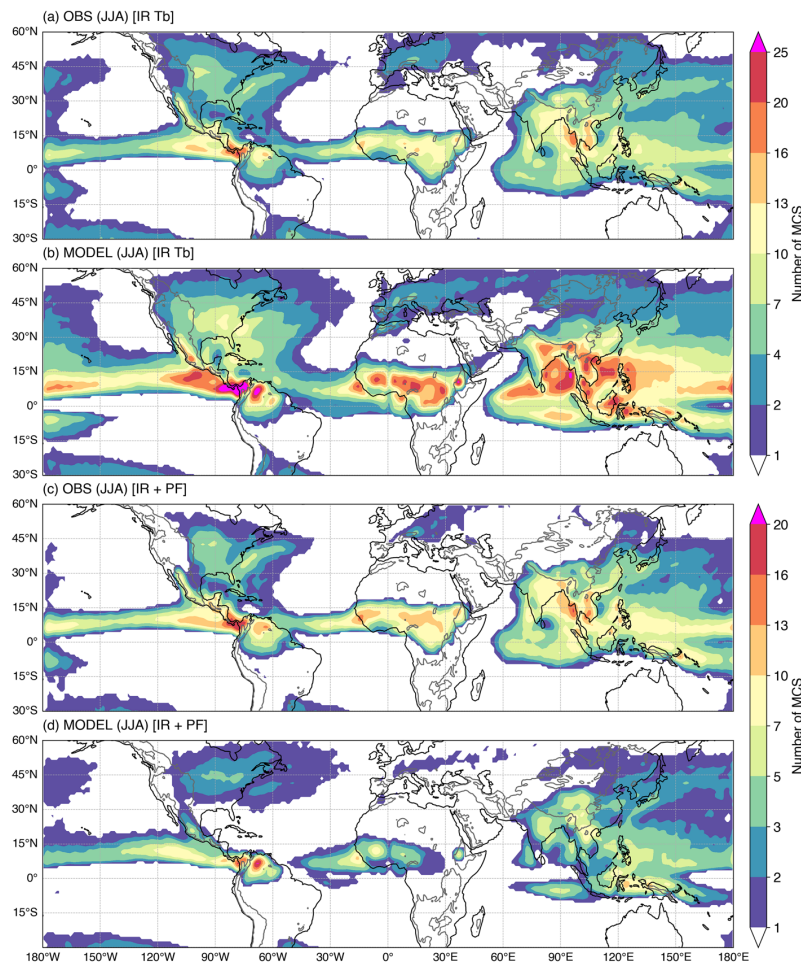 (a) OBS (JJA) [IR Tb]
60°N
45°N
30°N
15°N
0°
15°S
30°S
(b) MODEL (JJA) [IR Tb]
60°N
45°N
30°N
15°N
0°
15°S
30°S
25
20
16
13
10
7
4
2
1
Number of MCS
(c) OBS (JJA) [IR + PF]
60°N
45°N
30°N
15°N
0°
15°S
30°S
(d) MODEL (JJA) [IR + PF]
60°N
45°N
30°N
15°N
0°
15°S
180°W 150°W 120°W 90°W 60°W 30°W 0° 30°E 60°E 90°E 120°E 150°E 180°E
20
16
13
10
7
5
3
2
1
Number of MCS